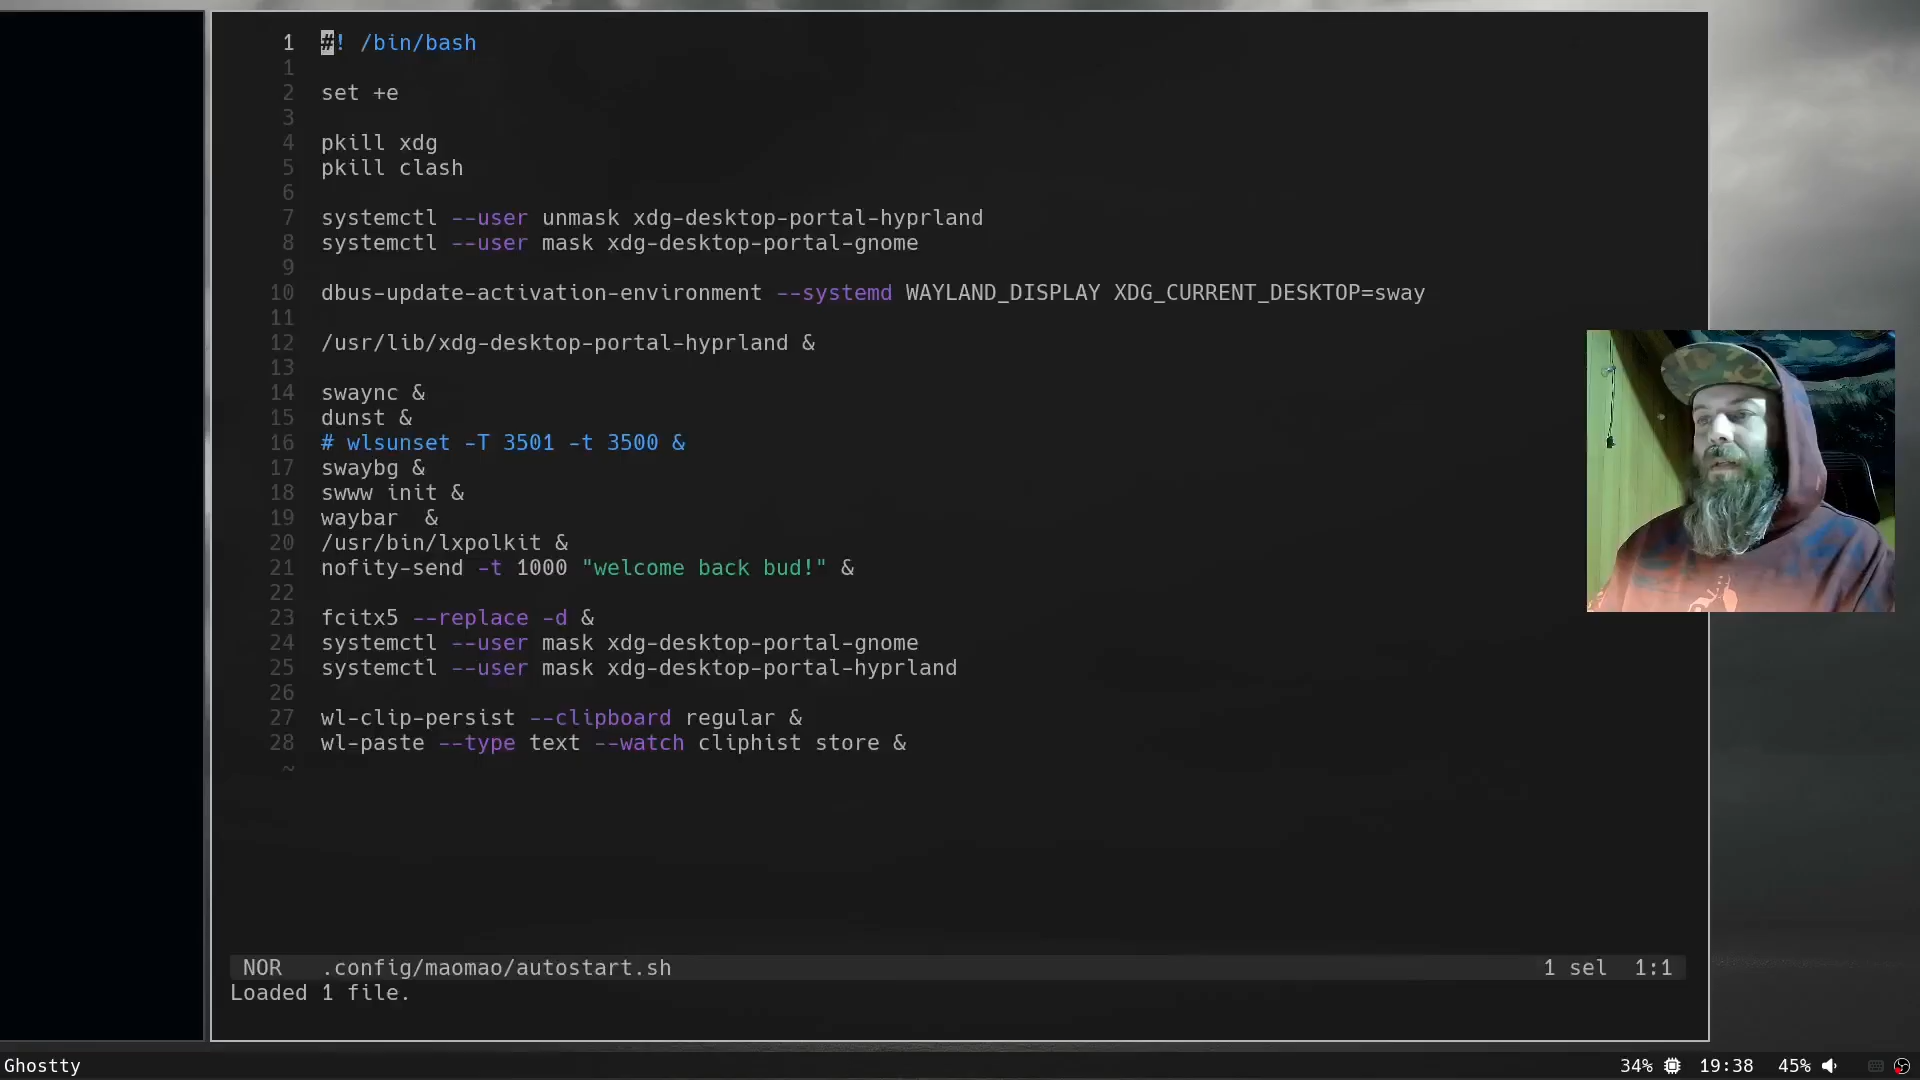 1 #! /bin/bash
1
2 set +e
3
4 pkill xdg
5 pkill clash
6
7 systemctl --user unmask xdg-desktop-portal-hyprland
8 systemctl --user mask xdg-desktop-portal-gnome
9
10 dbus-update-activation-environment --systemd WAYLAND_DISPLAY XDG_CURRENT_DESKTOP=sway
11
12 /usr/lib/xdg-desktop-portal-hyprland &
13
14 swaync &
15 dunst &
16 # wlsunset -T 3501 -t 3500 &
17 swaybg &
18 swww init &
19 waybar  &
20 /usr/bin/lxpolkit &
21 nofity-send -t 1000 "welcome back bud!" &
22
23 fcitx5 --replace -d &
24 systemctl --user mask xdg-desktop-portal-gnome
25 systemctl --user mask xdg-desktop-portal-hyprland
26
27 wl-clip-persist --clipboard regular &
28 wl-paste --type text --watch cliphist store &
~
NOR .config/maomao/autostart.sh 1 sel 1:1
Loaded 1 file.
Ghostty 34% 19:38 45%